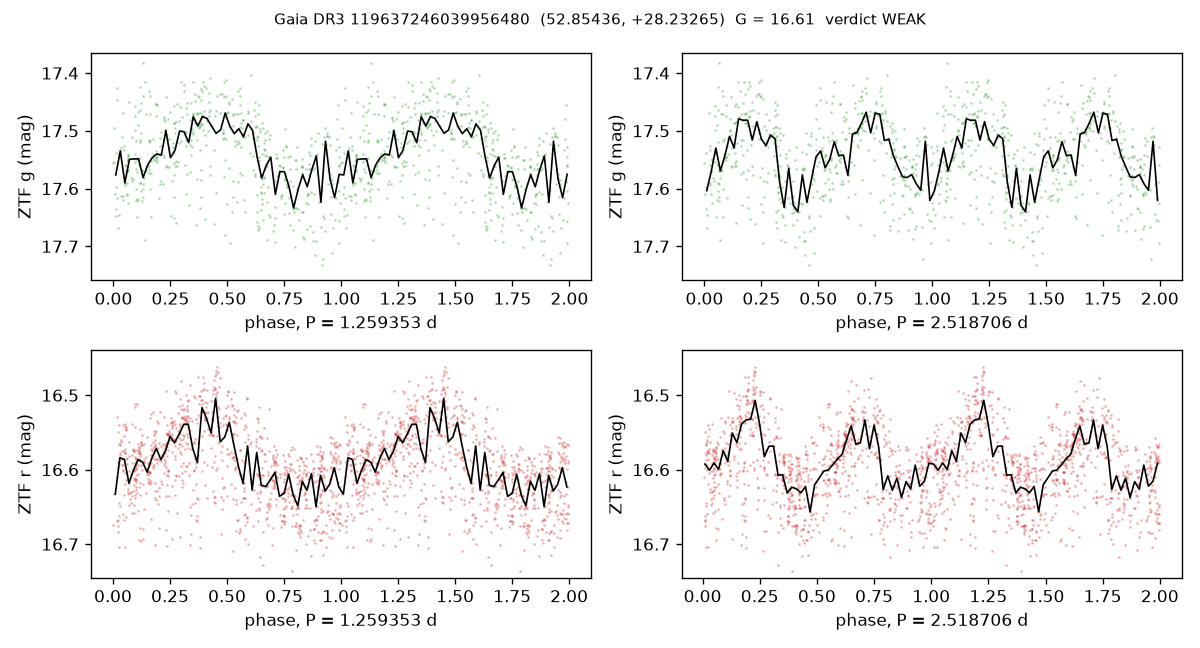 Gaia DR3 119637246039956480 (52.85436, +28.23265) G = 16.61 verdict WEAK
ZTF g (mag)
17.4
17.5
17.6
17.7
0.00 0.25 0.50 0.75 1.00 1.25 1.50 1.75 2.00
phase, P = 1.259353 d
ZTF g (mag)
17.4
17.5
17.6
17.7
0.00 0.25 0.50 0.75 1.00 1.25 1.50 1.75 2.00
phase, P = 2.518706 d
ZTF r (mag)
16.5
16.6
16.7
0.00 0.25 0.50 0.75 1.00 1.25 1.50 1.75 2.00
phase, P = 1.259353 d
ZTF r (mag)
16.5
16.6
16.7
0.00 0.25 0.50 0.75 1.00 1.25 1.50 1.75 2.00
phase, P = 2.518706 d